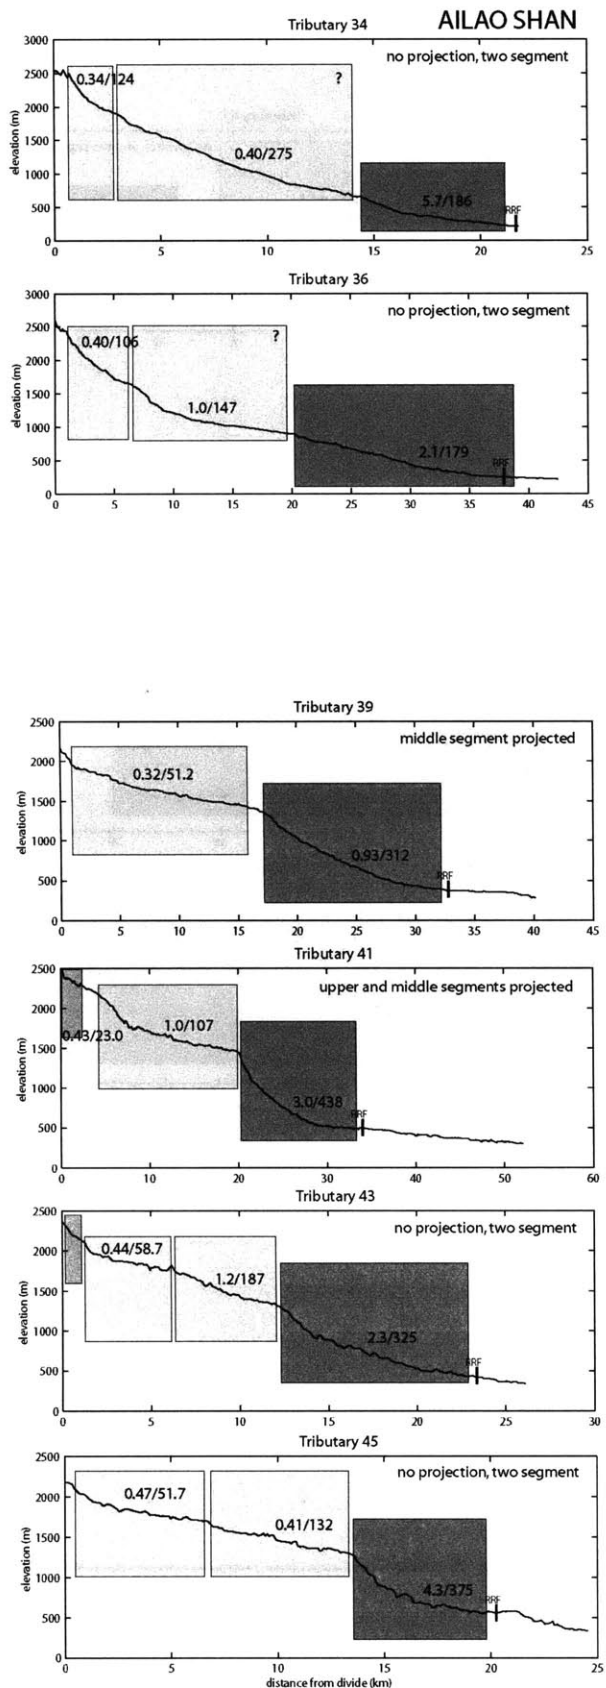 AILAO SHAN
Tributary 34
no projection, two segment
3000
2500
2000
1500
1000
500
0
elevation (m)
0.34/124
?
0.40/275
5.7/186
RRF
0 5 10 15 20 25
Tributary 36
no projection, two segment
3000
2500
2000
1500
1000
500
0
elevation (m)
0.40/106
?
1.0/147
2.1/179
RRF
0 5 10 15 20 25 30 35 40 45
Tributary 39
middle segment projected
2500
2000
1500
1000
500
0
elevation (m)
0.32/51.2
0.93/312
RRF
0 5 10 15 20 25 30 35 40 45
Tributary 41
upper and middle segments projected
2500
2000
1500
1000
500
0
elevation (m)
0.43/23.0
1.0/107
3.0/438
RRF
0 10 20 30 40 50 60
Tributary 43
no projection, two segment
2500
2000
1500
1000
500
0
elevation (m)
0.44/58.7
1.2/187
2.3/325
RRF
0 5 10 15 20 25 30
Tributary 45
no projection, two segment
2500
2000
1500
1000
500
0
elevation (m)
0.47/51.7
0.41/132
4.3/375
RRF
0 5 10 15 20 25
distance from divide (km)